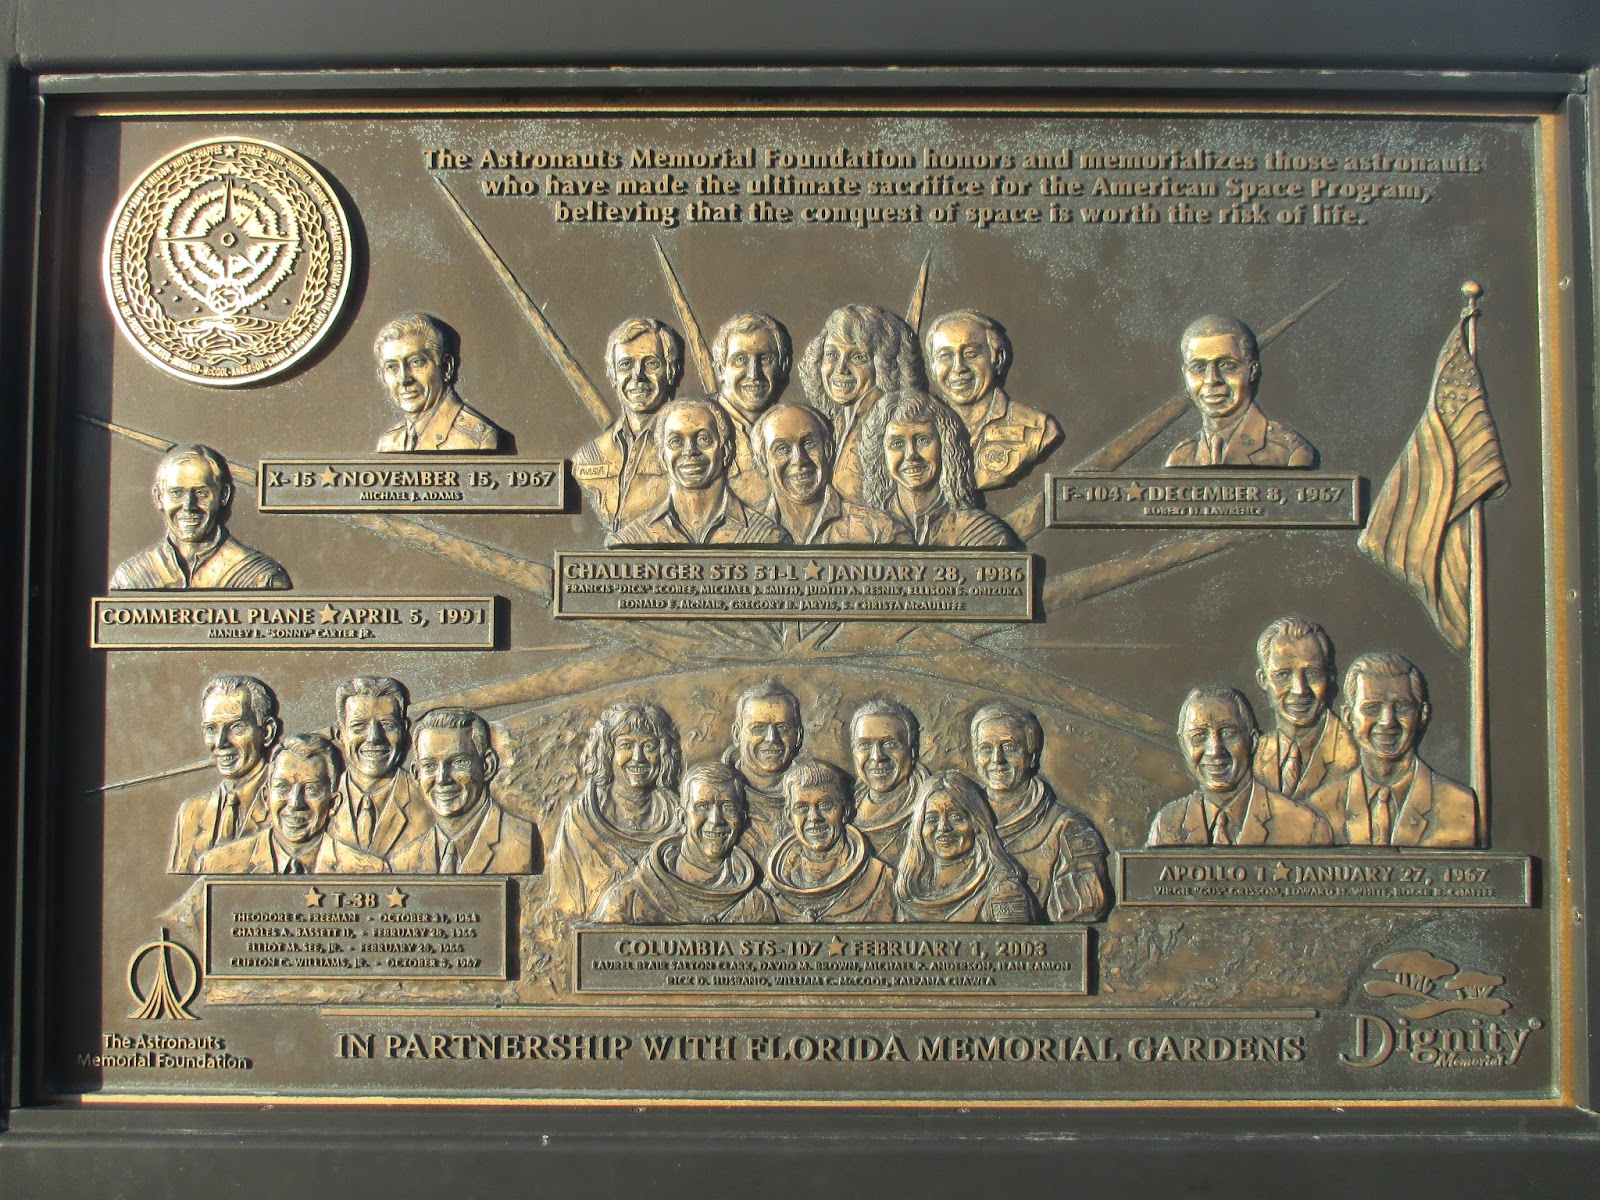 The Astronauts Memorial Foundation honors and memorializes those astronauts
who have made the ultimate sacrifice for the American Space Program,
believing that the conquest of space is worth the risk of life.
X-15 ★ NOVEMBER 15, 1967
MICHAEL J. ADAMS
F-104 ★ DECEMBER 8, 1967
ROBERT H. LAWRENCE
NASA
CHALLENGER STS 51-L ★ JANUARY 28, 1986
FRANCIS "DICK" SCOBEE, MICHAEL J. SMITH, JUDITH A. RESNIK, ELLISON S. ONIZUKA
RONALD E. McNAIR, GREGORY B. JARVIS, S. CHRISTA McAULIFFE
COMMERCIAL PLANE ★ APRIL 5, 1991
MANLEY L. "SONNY" CARTER JR.
APOLLO 1 ★ JANUARY 27, 1967
VIRGIL "GUS" GRISSOM, EDWARD H. WHITE, ROGER B. CHAFFEE
★ T-38 ★
THEODORE C. FREEMAN - OCTOBER 31, 1964
CHARLES A. BASSETT II, - FEBRUARY 28, 1966
ELLIOT M. SEE, JR. - FEBRUARY 28, 1966
CLIFTON C. WILLIAMS, JR. - OCTOBER 5, 1967
COLUMBIA STS-107 ★ FEBRUARY 1, 2003
LAUREL BLAIR SALTON CLARK, DAVID M. BROWN, MICHAEL P. ANDERSON, ILAN RAMON
RICK D. HUSBAND, WILLIAM C. McCOOL, KALPANA CHAWLA
The Astronauts
Memorial Foundation
IN PARTNERSHIP WITH FLORIDA MEMORIAL GARDENS
Dignity®
Memorial